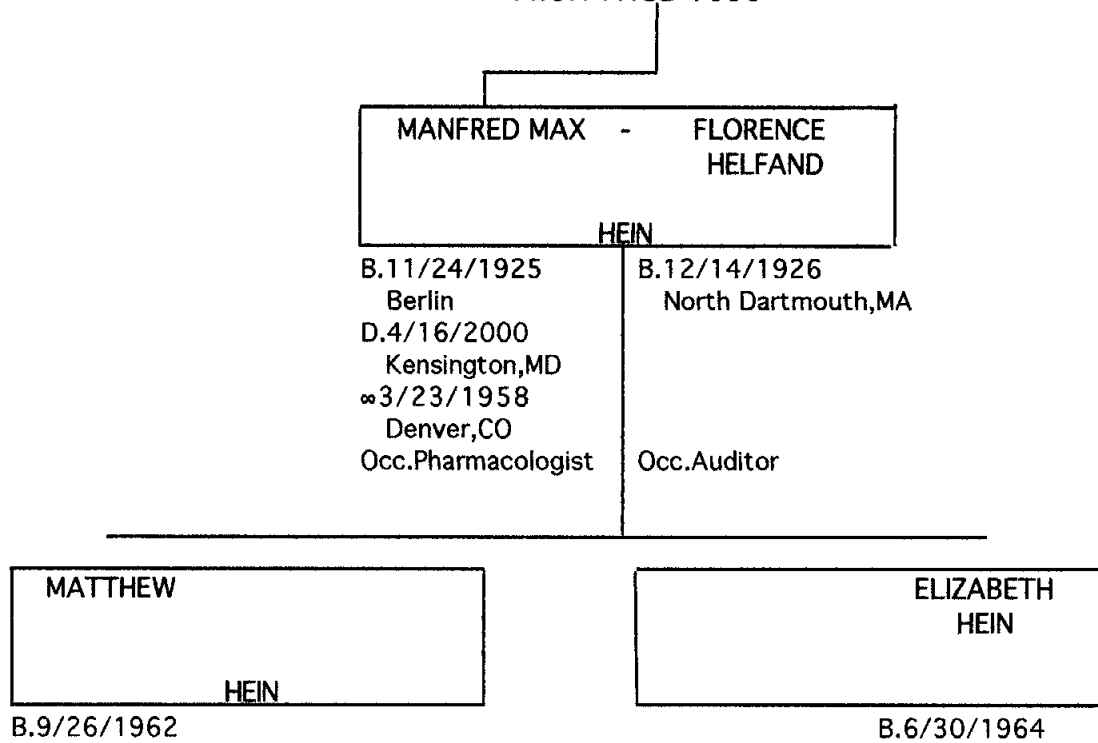 MANFRED MAX - FLORENCE
HELFAND
HEIN
B.11/24/1925 B.12/14/1926
Berlin North Dartmouth,MA
D.4/16/2000
Kensington,MD
∞3/23/1958
Denver,CO
Occ.Pharmacologist Occ.Auditor
MATTHEW ELIZABETH
HEIN
HEIN
B.9/26/1962 B.6/30/1964